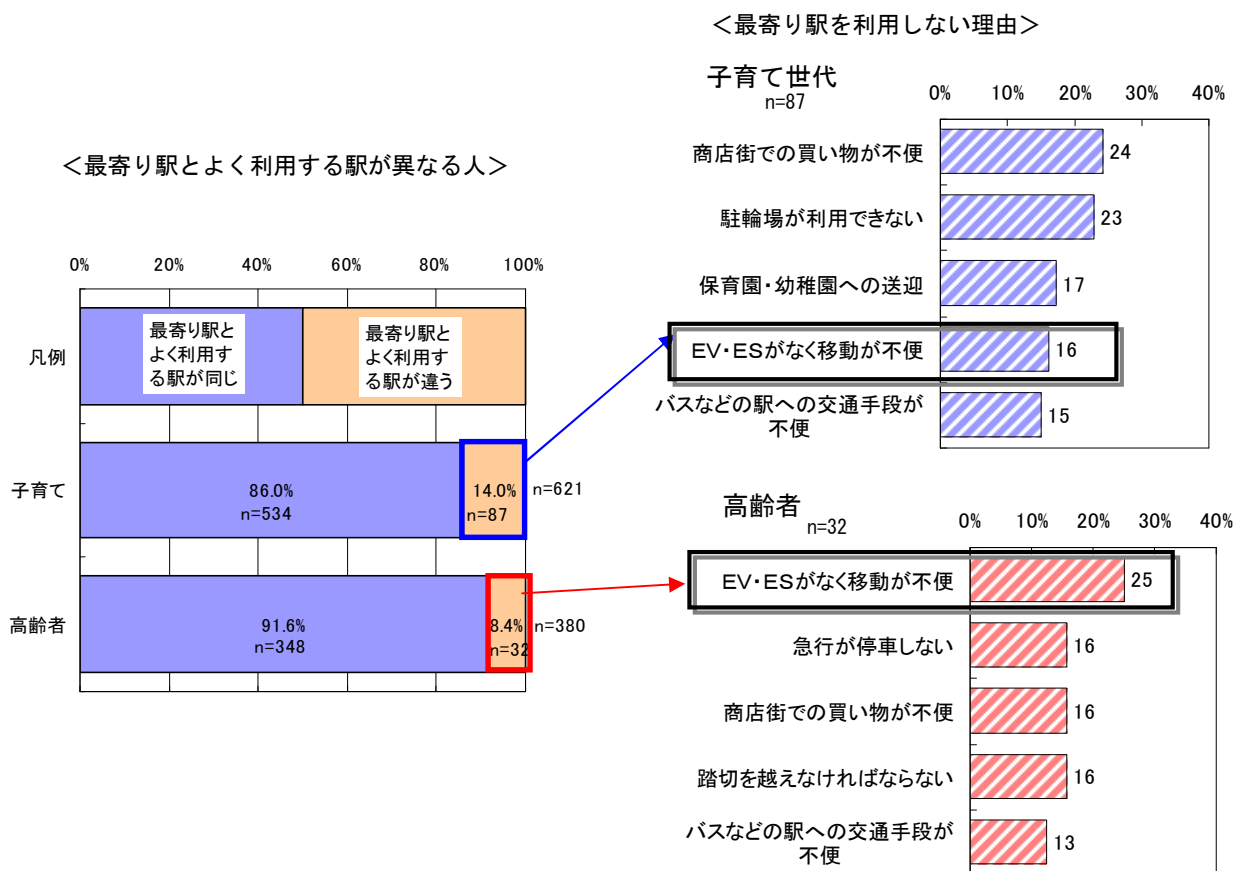 ＜最寄り駅を利用しない理由＞
子育て世代
n=87
0% 10% 20% 30% 40%
商店街での買い物が不便 24
駐輪場が利用できない 23
保育園・幼稚園への送迎 17
EV・ESがなく移動が不便 16
バスなどの駅への交通手段が
不便
15
＜最寄り駅とよく利用する駅が異なる人＞
0% 20% 40% 60% 80% 100%
凡例
最寄り駅と
よく利用す
る駅が同じ
最寄り駅と
よく利用す
る駅が違う
子育て
86.0%
n=534
14.0%
n=87
n=621
高齢者
91.6%
n=348
8.4%
n=32
n=380
高齢者
n=32
0% 10% 20% 30% 40%
EV・ESがなく移動が不便 25
急行が停車しない 16
商店街での買い物が不便 16
踏切を越えなければならない 16
バスなどの駅への交通手段が
不便
13